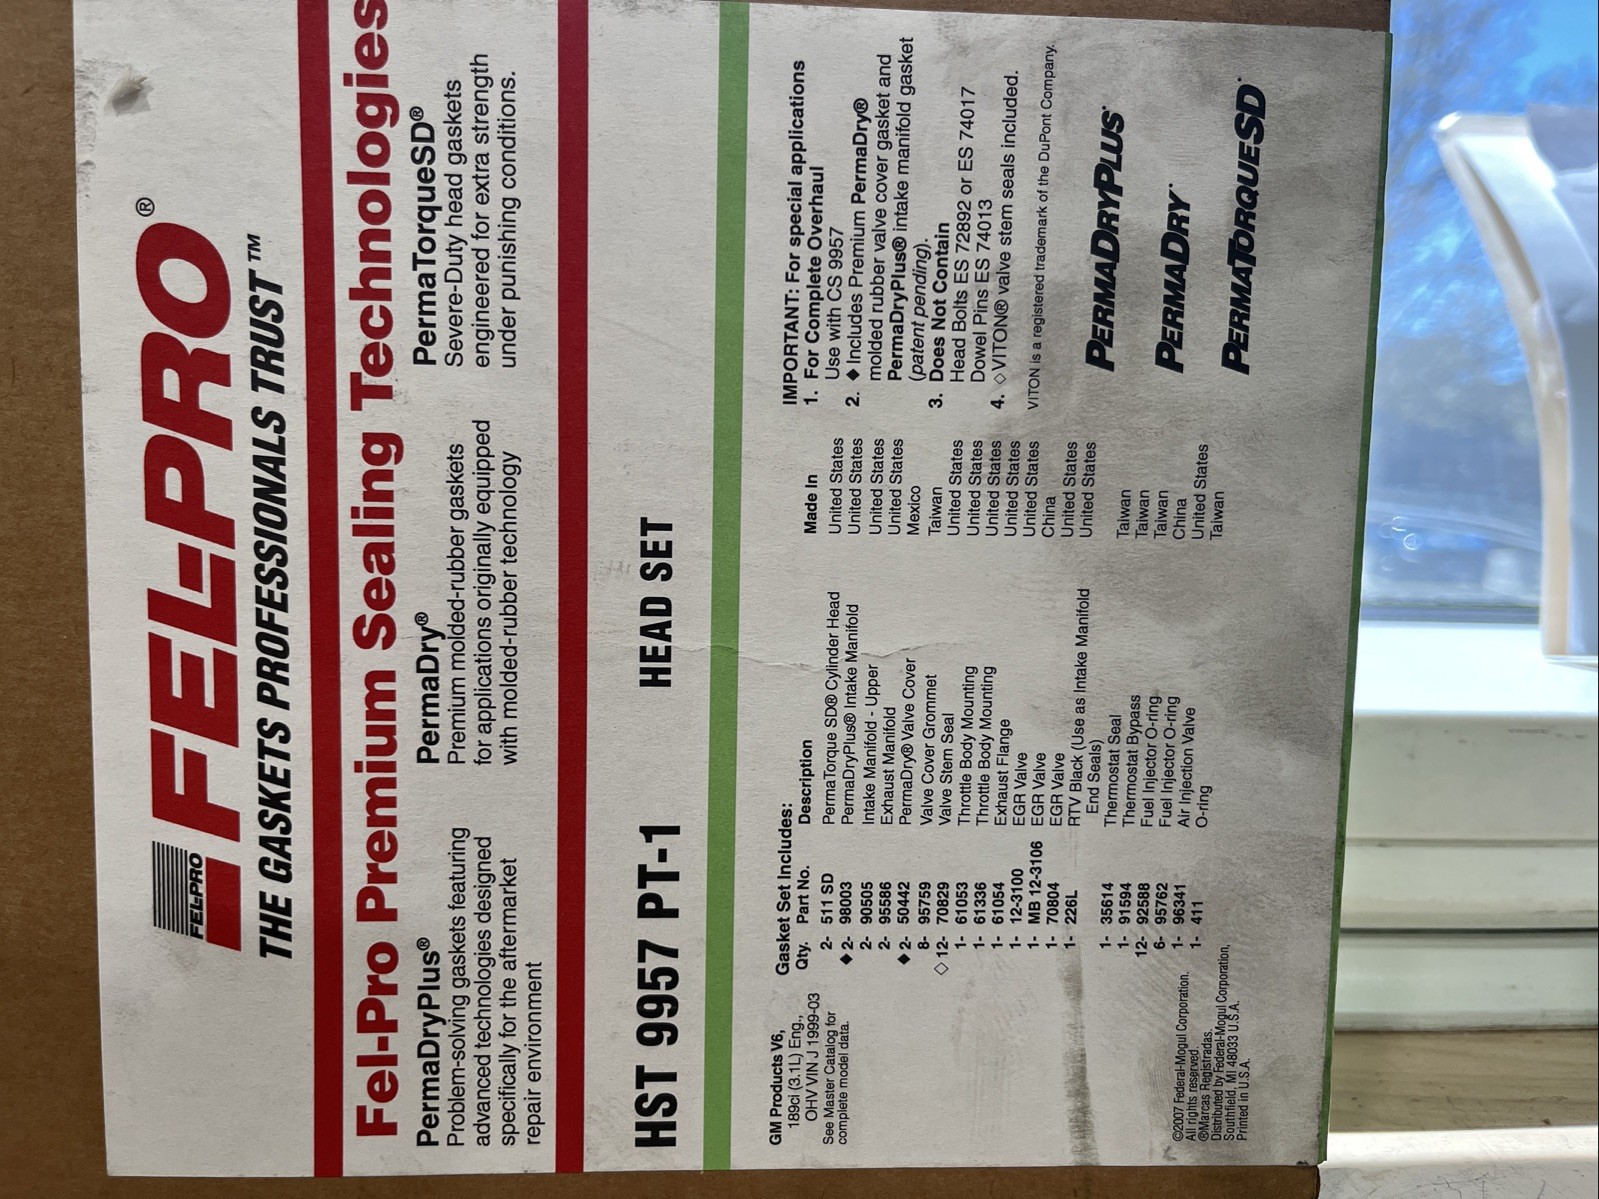 FEL-PRO
FEL-PRO®
THE GASKETS PROFESSIONALS TRUST™
Fel-Pro Premium Sealing Technologies
PermaDryPlus®
Problem-solving gaskets featuring
advanced technologies designed
specifically for the aftermarket
repair environment
PermaDry®
Premium molded-rubber gaskets
for applications originally equipped
with molded-rubber technology
PermaTorqueSD®
Severe-Duty head gaskets
engineered for extra strength
under punishing conditions.
HST 9957 PT-1 HEAD SET
GM Products V6,
189ci (3.1L) Eng.,
OHV VIN J 1999-03
See Master Catalog for
complete model data.
Gasket Set Includes:
Qty. Part No. Description Made In
2- 511 SD PermaTorque SD® Cylinder Head United States
◆ 2- 98003 PermaDryPlus® Intake Manifold United States
2- 90505 Intake Manifold - Upper United States
2- 95586 Exhaust Manifold United States
◆ 2- 50442 PermaDry® Valve Cover Mexico
8- 95759 Valve Cover Grommet Taiwan
◇ 12- 70829 Valve Stem Seal United States
1- 61053 Throttle Body Mounting United States
1- 61336 Throttle Body Mounting United States
1- 61054 Exhaust Flange United States
1- 12-3100 EGR Valve United States
1- MB 12-3106 EGR Valve China
1- 70804 EGR Valve United States
1- 226L RTV Black (Use as Intake Manifold United States
End Seals)
1- 35614 Thermostat Seal Taiwan
1- 91594 Thermostat Bypass Taiwan
12- 92588 Fuel Injector O-ring Taiwan
6- 95762 Fuel Injector O-ring China
1- 96341 Air Injection Valve United States
1- 411 O-ring Taiwan
IMPORTANT: For special applications
1. For Complete Overhaul
Use with CS 9957
2. ◆ Includes Premium PermaDry®
molded rubber valve cover gasket and
PermaDryPlus® intake manifold gasket
(patent pending).
3. Does Not Contain
Head Bolts ES 72892 or ES 74017
Dowel Pins ES 74013
4. ◇VITON® valve stem seals included.
VITON is a registered trademark of the DuPont Company.
PERMADRYPLUS
PERMADRY
PERMATORQUESD
©2007 Federal-Mogul Corporation.
All rights reserved.
®Marcas Registradas.
Distributed by Federal-Mogul Corporation,
Southfield, MI 48033 U.S.A.
Printed in U.S.A.